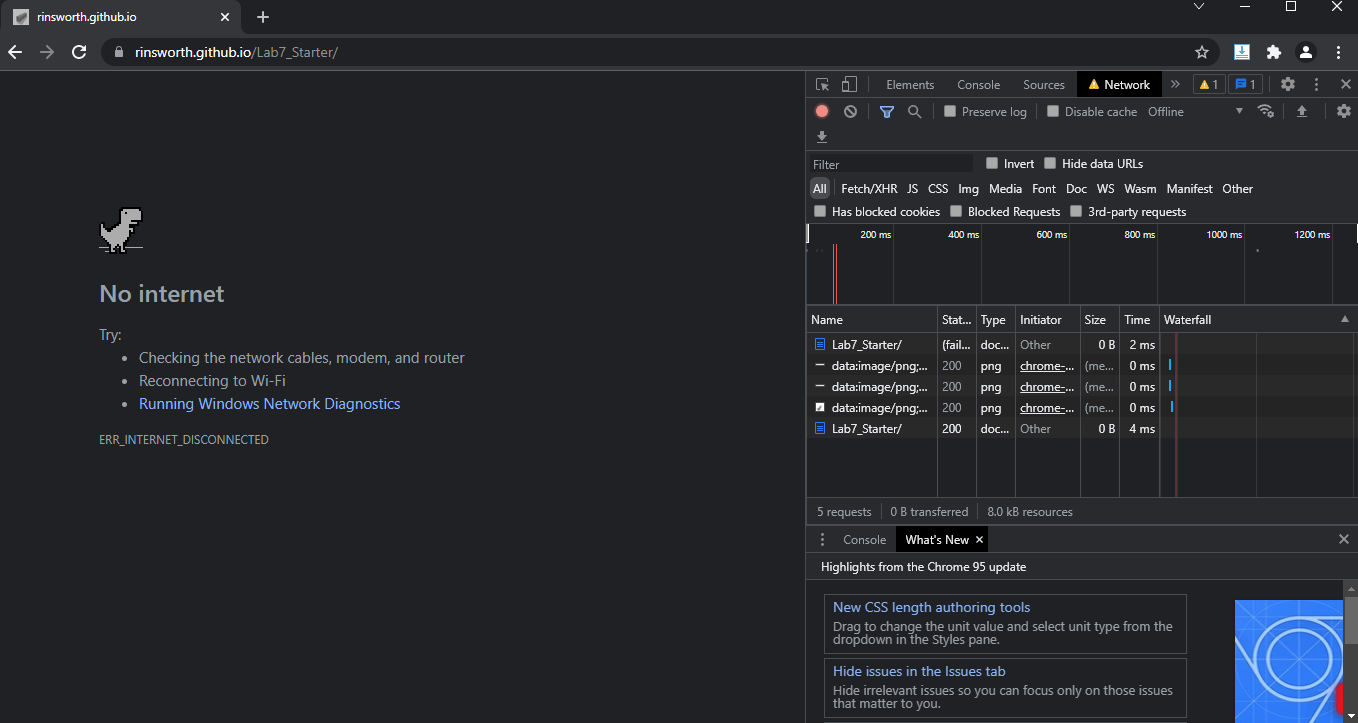 rinsworth.github.io
rinsworth.github.io/Lab7_Starter/
No internet
Try:
Checking the network cables, modem, and router
Reconnecting to Wi-Fi
Running Windows Network Diagnostics
ERR_INTERNET_DISCONNECTED
Elements Console Sources Network 1 1
Preserve log Disable cache Offline
Filter Invert Hide data URLs
All Fetch/XHR JS CSS Img Media Font Doc WS Wasm Manifest Other
Has blocked cookies Blocked Requests 3rd-party requests
200 ms 400 ms 600 ms 800 ms 1000 ms 1200 ms
Name Stat... Type Initiator Size Time Waterfall
Lab7_Starter/ (fail... doc... Other 0 B 2 ms
data:image/png;... 200 png chrome-... (me... 0 ms
data:image/png;... 200 png chrome-... (me... 0 ms
data:image/png;... 200 png chrome-... (me... 0 ms
Lab7_Starter/ 200 doc... Other 0 B 4 ms
5 requests 0 B transferred 8.0 kB resources
Console What's New
Highlights from the Chrome 95 update
New CSS length authoring tools
Drag to change the unit value and select unit type from the
dropdown in the Styles pane.
Hide issues in the Issues tab
Hide irrelevant issues so you can focus only on those issues
that matter to you.